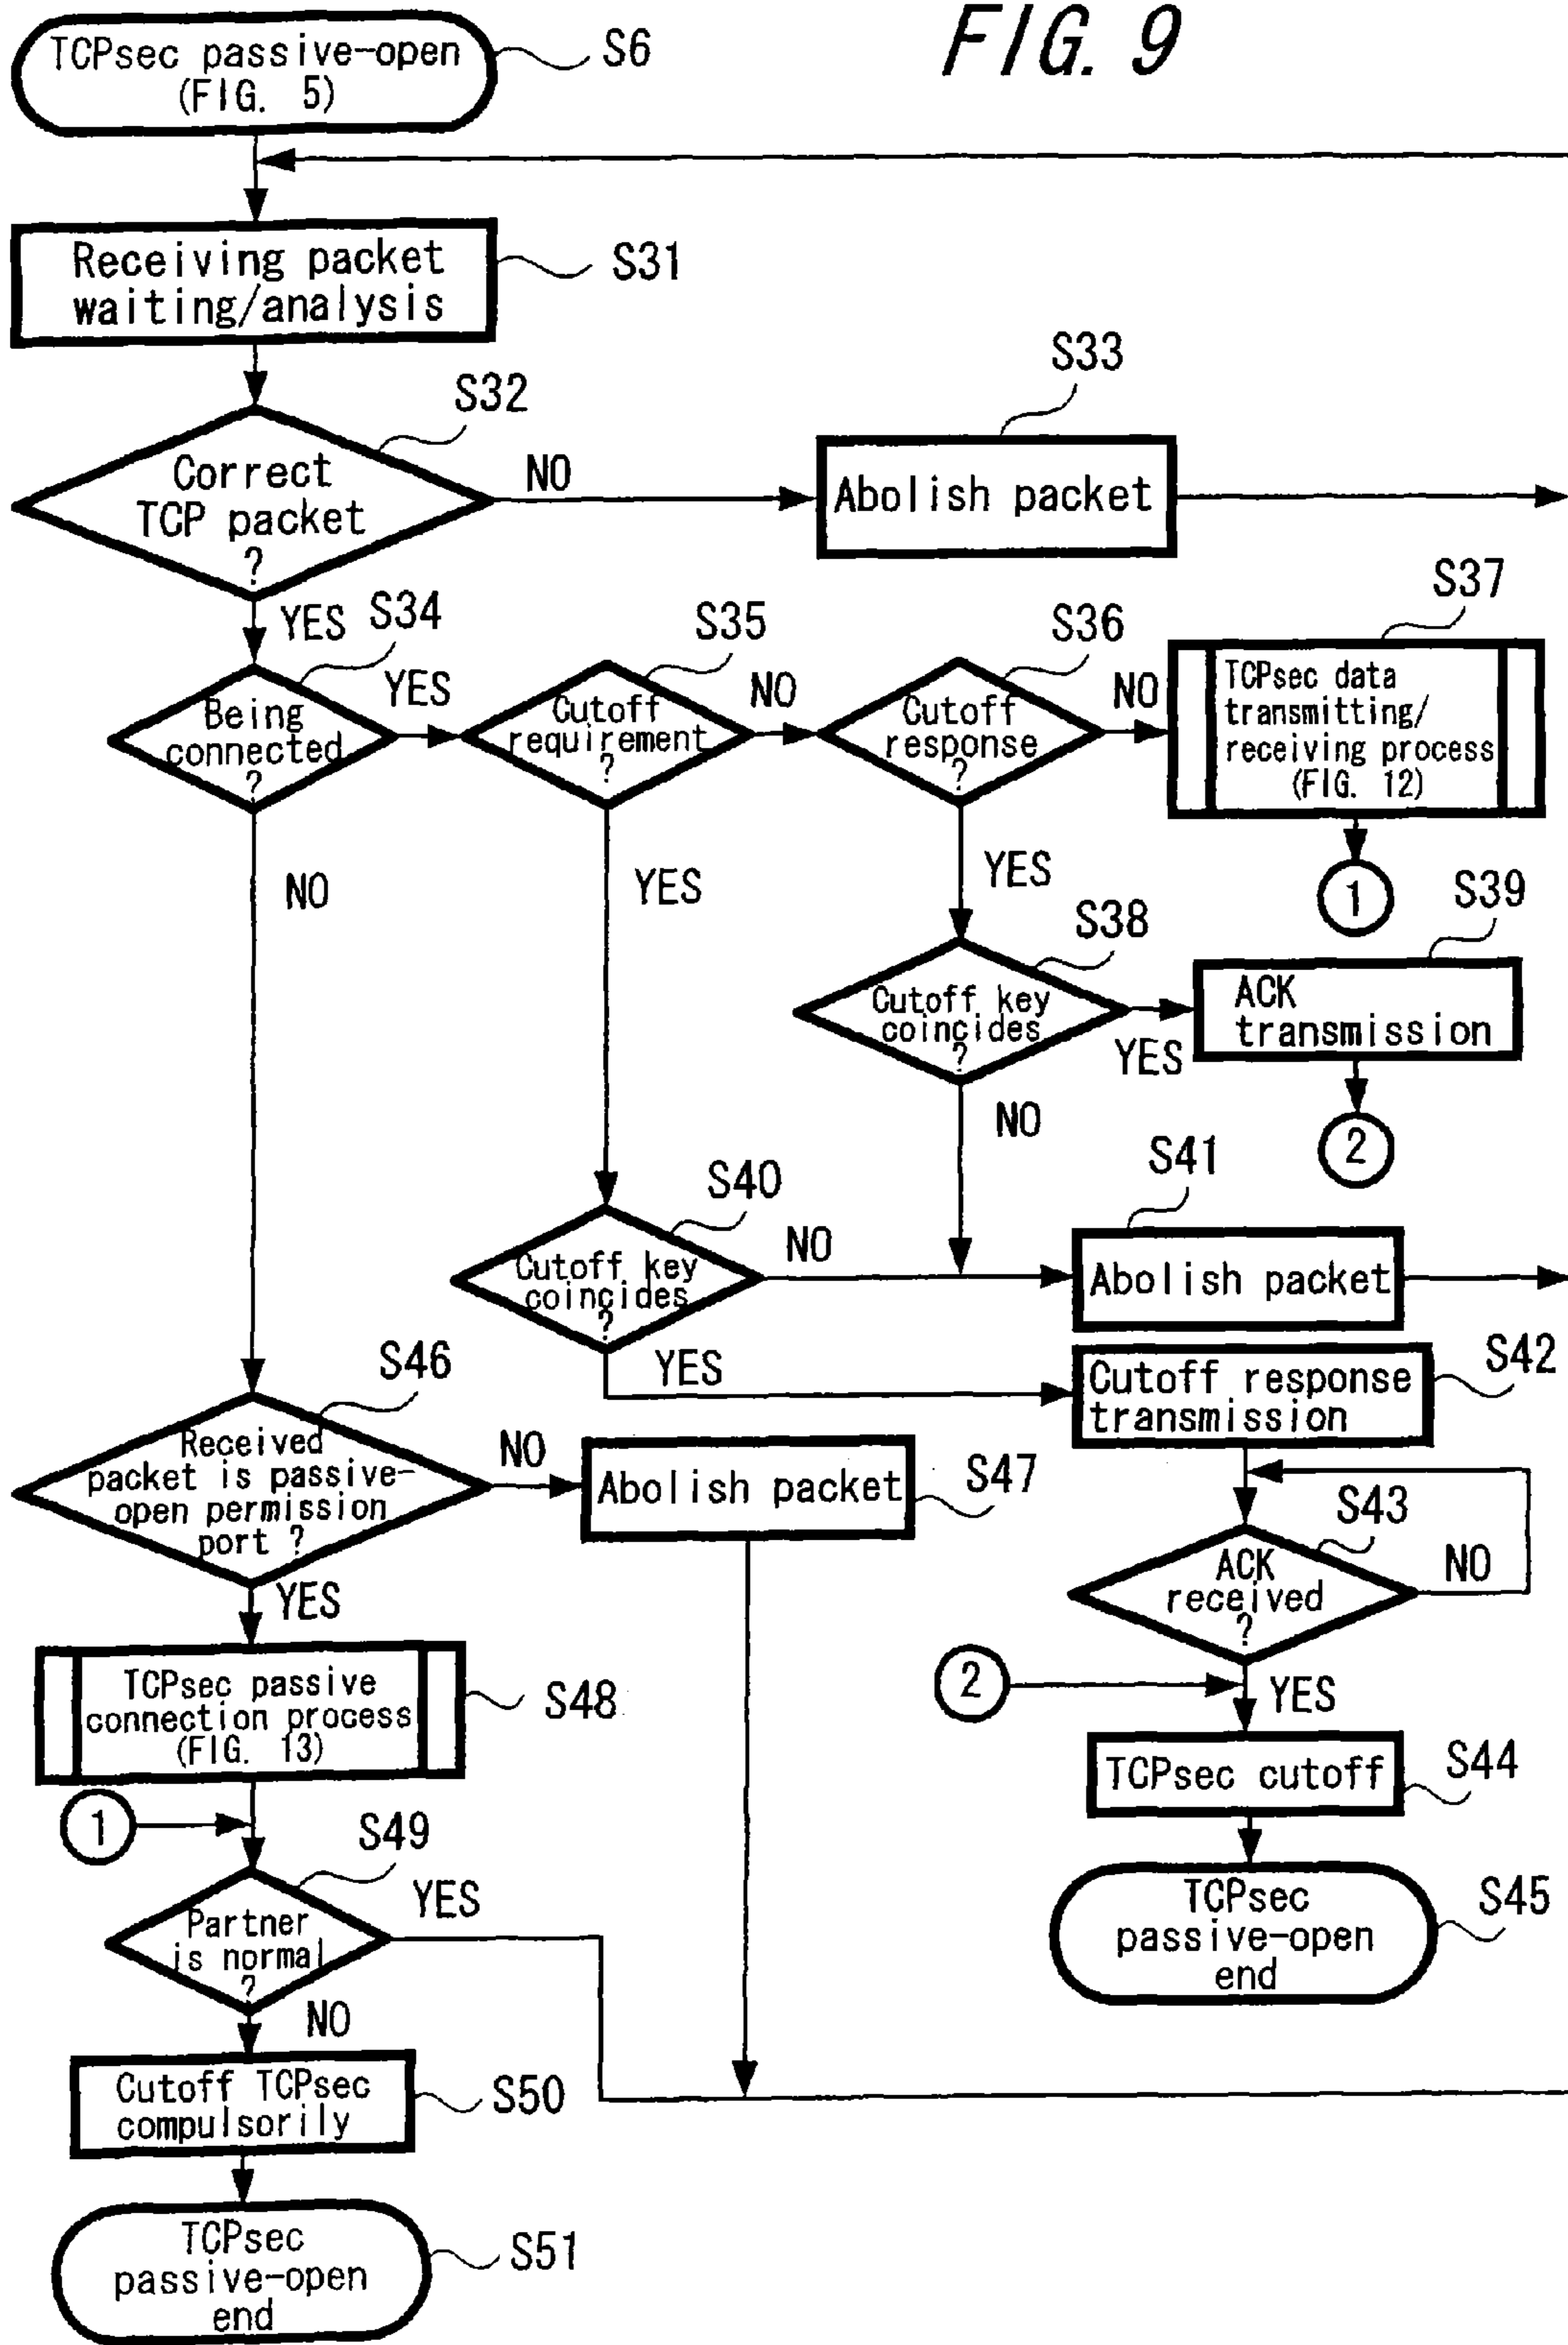 FIG. 9
TCPsec passive-open
(FIG. 5)
S6
Receiving packet
waiting/analysis
S31
S32
Correct
TCP packet
?
NO
S33
Abolish packet
YES
S34
Being
connected
?
YES
S35
Cutoff
requirement
?
NO
S36
Cutoff
response
?
NO
S37
TCPsec data
transmitting/
receiving process
(FIG. 12)
1
NO
YES
YES
S38
Cutoff key
coincides
?
YES
S39
ACK
transmission
2
NO
S40
Cutoff key
coincides
?
NO
S41
Abolish packet
YES
Cutoff response
transmission
S42
S46
Received
packet is passive-
open permission
port ?
NO
Abolish packet
S47
S43
ACK
received
?
NO
YES
2
YES
TCPsec passive
connection process
(FIG. 13)
S48
TCPsec cutoff
S44
1
S49
Partner
is normal
?
YES
TCPsec
passive-open
end
S45
NO
Cutoff TCPsec
compulsorily
S50
TCPsec
passive-open
end
S51